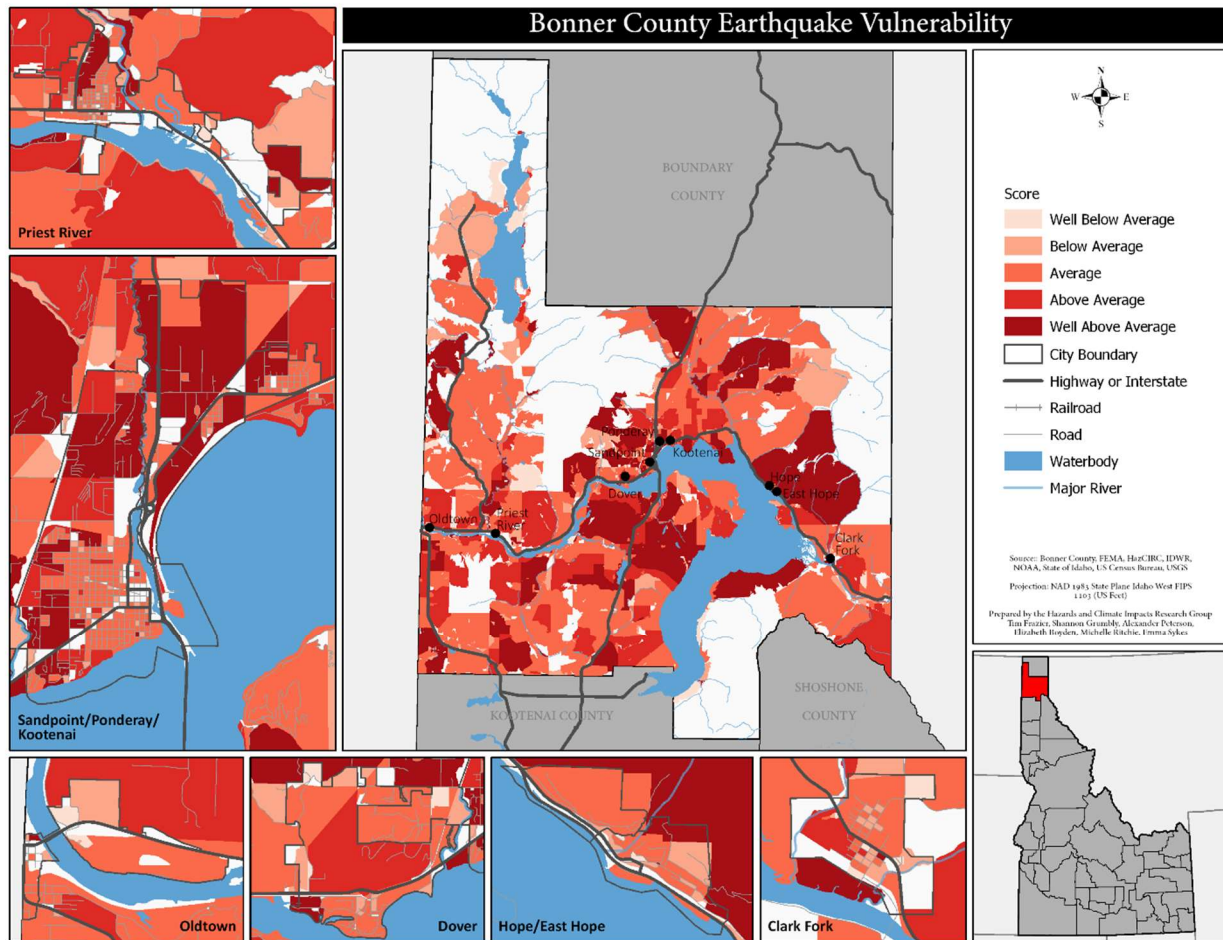 Bonner County Earthquake Vulnerability
Priest River
Sandpoint/Ponderay/
Kootenai
Oldtown
Dover
Hope/East Hope
Clark Fork
BOUNDARY
COUNTY
Ponderay
Kootenai
Sandpoint
Dover
Hope
East Hope
Oldtown
Priest
River
Clark
Fork
KOOTENAI COUNTY
SHOSHONE
COUNTY
N
W E
S
Score
Well Below Average
Below Average
Average
Above Average
Well Above Average
City Boundary
Highway or Interstate
Railroad
Road
Waterbody
Major River
Source: Bonner County, FEMA, HazCIRC, IDWR,
NOAA, State of Idaho, US Census Bureau, USGS
Projection: NAD 1983 State Plane Idaho West FIPS
1103 (US Feet)
Prepared by the Hazards and Climate Impacts Research Group
Tim Frazier, Shannon Grumbly, Alexander Peterson,
Elizabeth Royden, Michelle Ritchie, Emma Sykes